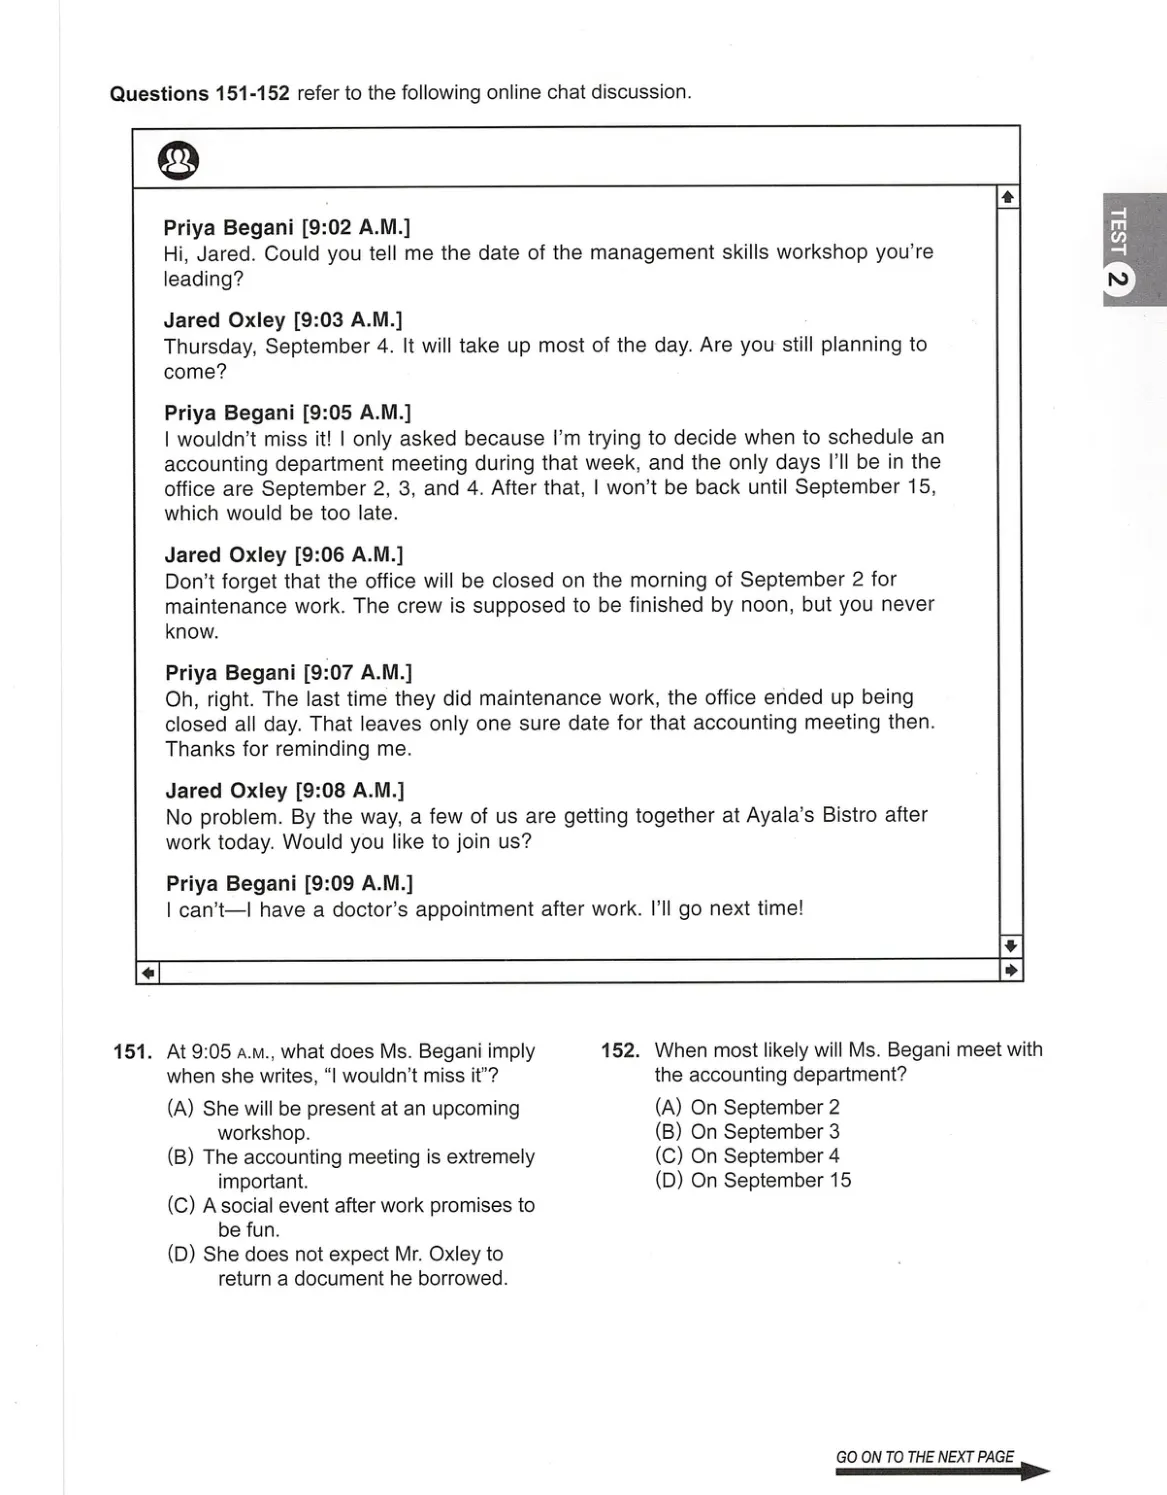 Questions 151-152 refer to the following online chat discussion.
Priya Begani [9:02 A.M.]
Hi, Jared. Could you tell me the date of the management skills workshop you're
leading?
Jared Oxley [9:03 A.M.]
Thursday, September 4. It will take up most of the day. Are you still planning to
come?
Priya Begani [9:05 A.M.]
I wouldn't miss it! I only asked because I'm trying to decide when to schedule an
accounting department meeting during that week, and the only days I'll be in the
office are September 2, 3, and 4. After that, I won't be back until September 15,
which would be too late.
Jared Oxley [9:06 A.M.]
Don't forget that the office will be closed on the morning of September 2 for
maintenance work. The crew is supposed to be finished by noon, but you never
know.
Priya Begani [9:07 A.M.]
Oh, right. The last time they did maintenance work, the office ended up being
closed all day. That leaves only one sure date for that accounting meeting then.
Thanks for reminding me.
Jared Oxley [9:08 A.M.]
No problem. By the way, a few of us are getting together at Ayala's Bistro after
work today. Would you like to join us?
Priya Begani [9:09 A.M.]
I can't—I have a doctor's appointment after work. I'll go next time!
TEST 2
151. At 9:05 A.M., what does Ms. Begani imply
when she writes, "I wouldn't miss it"?
(A) She will be present at an upcoming
workshop.
(B) The accounting meeting is extremely
important.
(C) A social event after work promises to
be fun.
(D) She does not expect Mr. Oxley to
return a document he borrowed.
152. When most likely will Ms. Begani meet with
the accounting department?
(A) On September 2
(B) On September 3
(C) On September 4
(D) On September 15
GO ON TO THE NEXT PAGE